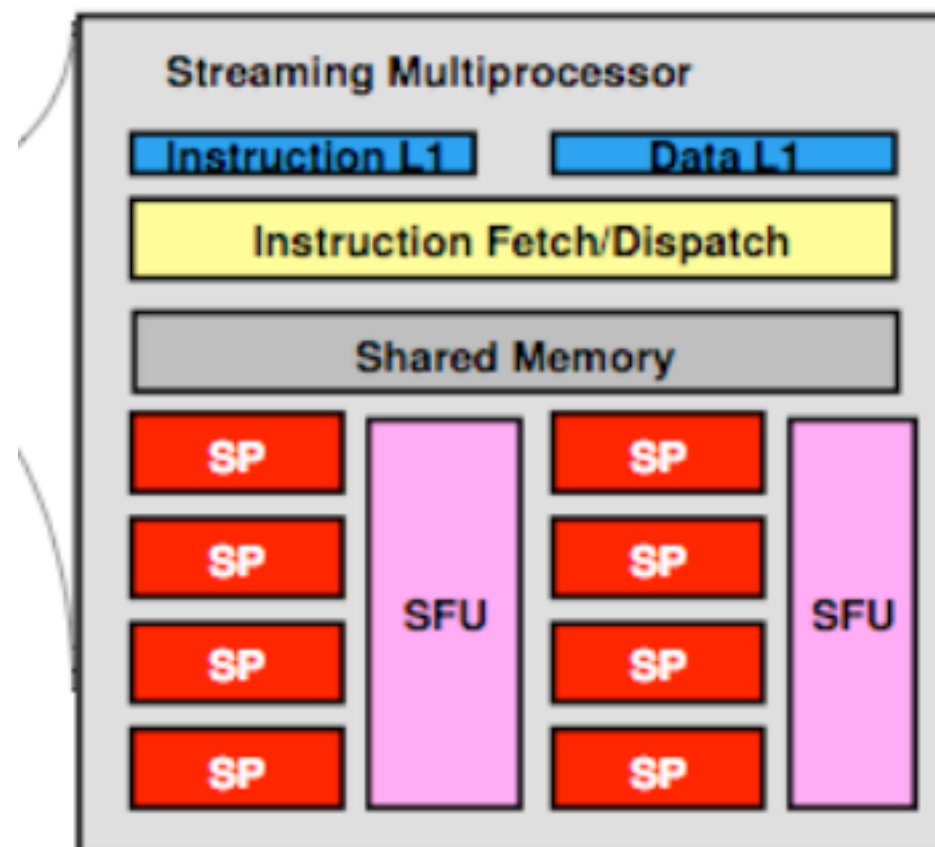 Streaming Multiprocessor
Instruction L1 Data L1
Instruction Fetch/Dispatch
Shared Memory
SP SP
SP SP
SFU SFU
SP SP
SP SP